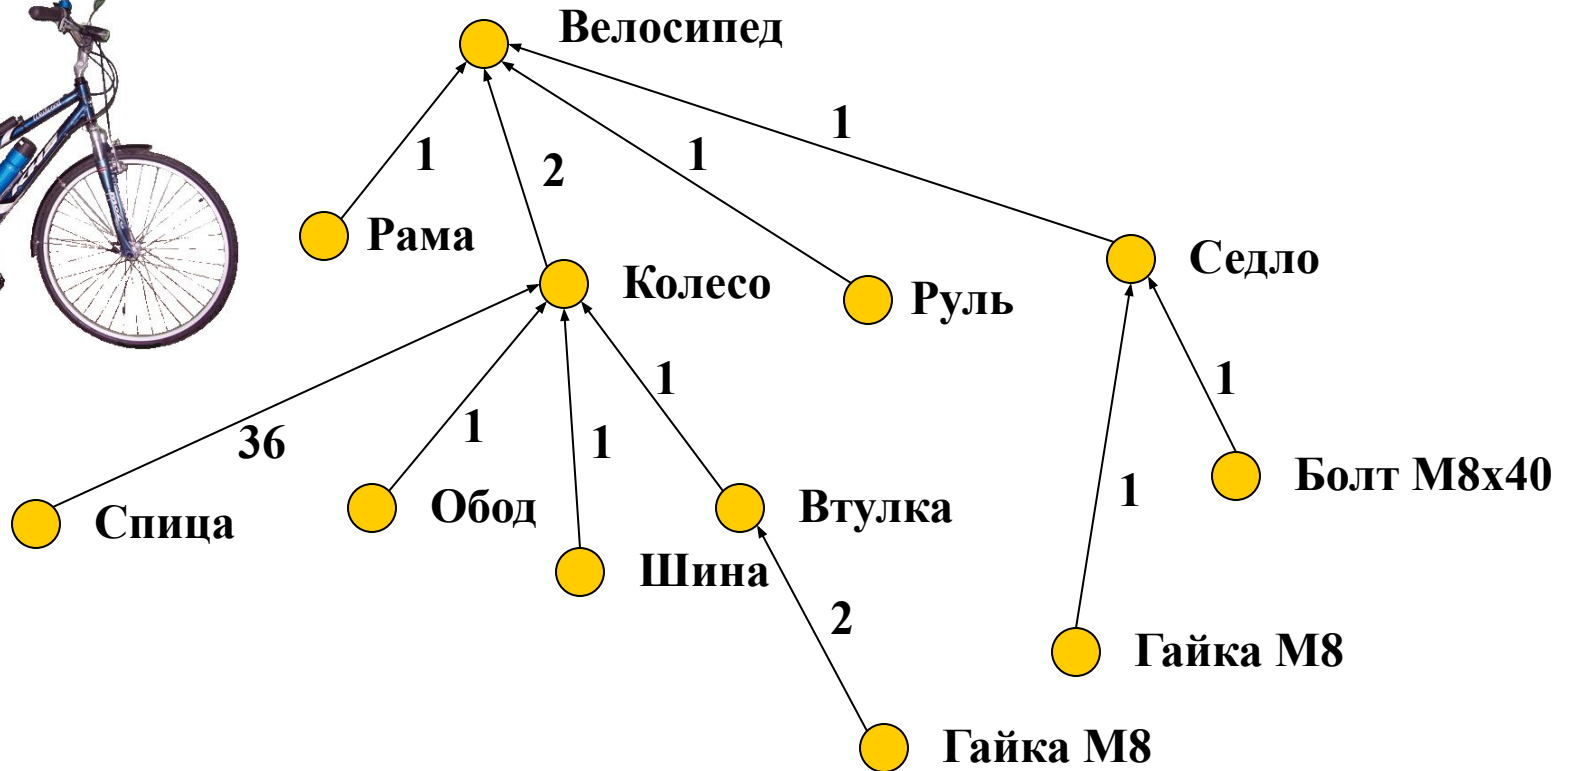 Велосипед
1
1
2
1
Рама
Седло
Колесо
Руль
1
1
36
1
1
Болт М8х40
1
Спица
Обод
Втулка
Шина
2
Гайка М8
Гайка М8